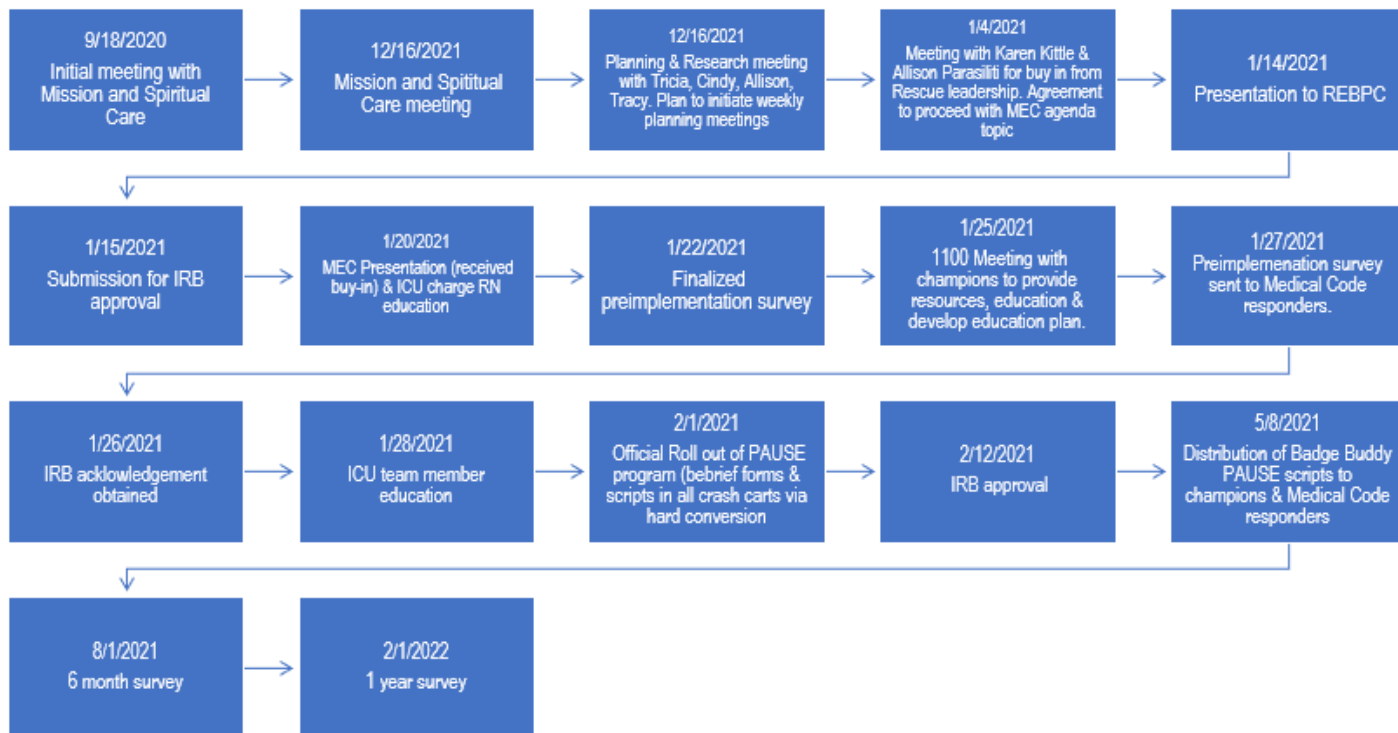 9/18/2020
Initial meeting with
Mission and Spiritual
Care
12/16/2021
Mission and Spititual
Care meeting
12/16/2021
Planning & Research meeting
with Tricia, Cindy, Allison,
Tracy. Plan to initiate weekly
planning meetings
1/4/2021
Meeting with Karen Kittle &
Allison Parasiliti for buy in from
Rescue leadership. Agreement
to proceed with MEC agenda
topic
1/14/2021
Presentation to REBPC
1/15/2021
Submission for IRB
approval
1/20/2021
MEC Presentation (received
buy-in) & ICU charge RN
education
1/22/2021
Finalized
preimplementation survey
1/25/2021
1100 Meeting with
champions to provide
resources, education &
develop education plan.
1/27/2021
Preimplemenation survey
sent to Medical Code
responders.
1/26/2021
IRB acklowledgement
obtained
1/28/2021
ICU team member
education
2/1/2021
Official Roll out of PAUSE
program (bebrief forms &
scripts in all crash carts via
hard conversion
2/12/2021
IRB approval
5/8/2021
Distribution of Badge Buddy
PAUSE scripts to
champions & Medical Code
responders
8/1/2021
6 month survey
2/1/2022
1 year survey